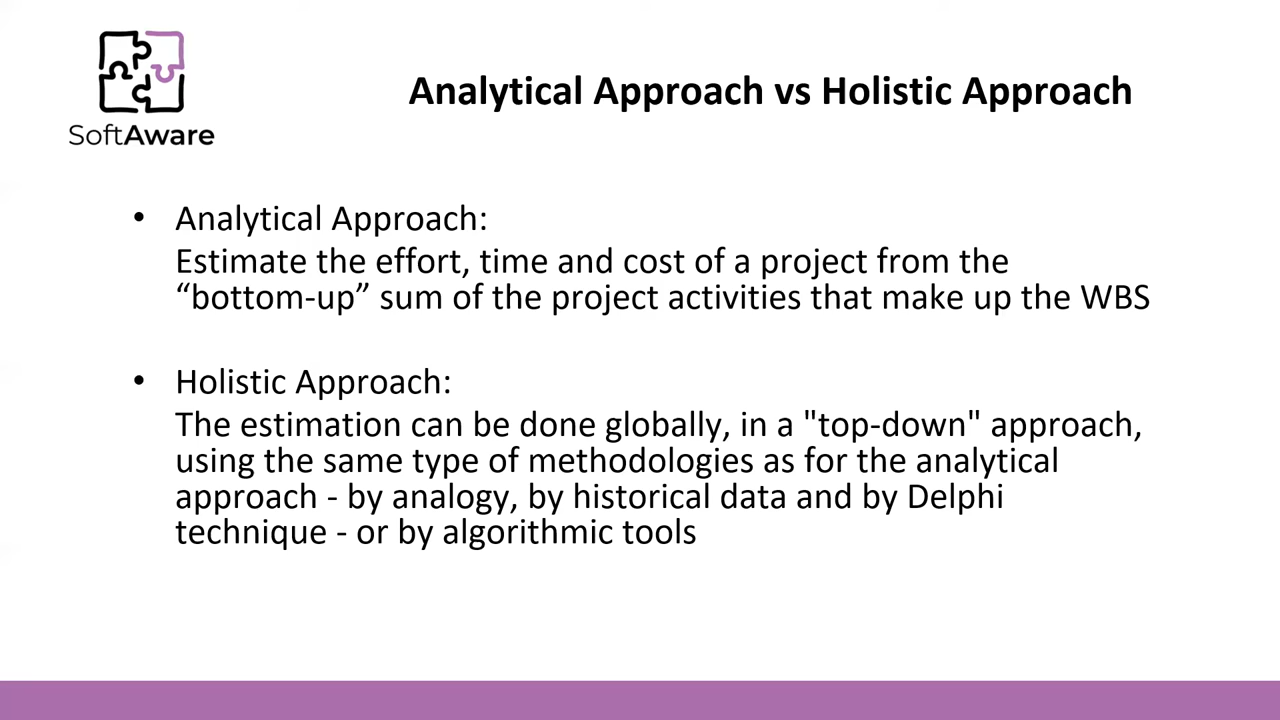 SoftAware
Analytical Approach vs Holistic Approach
• Analytical Approach:
Estimate the effort, time and cost of a project from the
“bottom-up” sum of the project activities that make up the WBS
• Holistic Approach:
The estimation can be done globally, in a "top-down" approach,
using the same type of methodologies as for the analytical
approach - by analogy, by historical data and by Delphi
technique - or by algorithmic tools